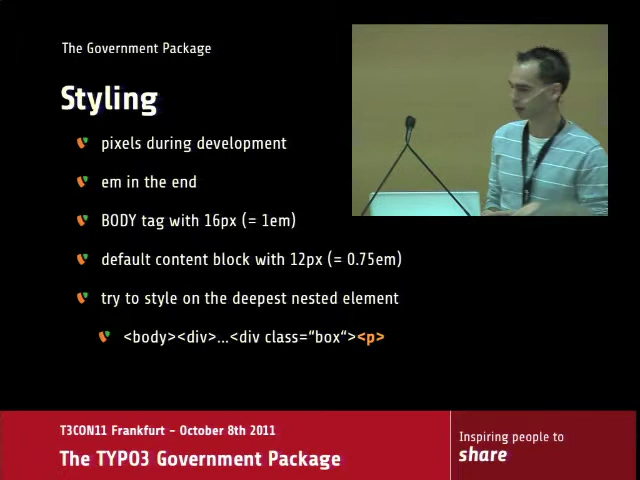 The Government Package
Styling
pixels during development
em in the end
BODY tag with 16px (= 1em)
default content block with 12px (= 0.75em)
try to style on the deepest nested element
<body><div>...<div class="box“><p>
T3CON11 Frankfurt - October 8th 2011
The TYPO3 Government Package
Inspiring people to
share